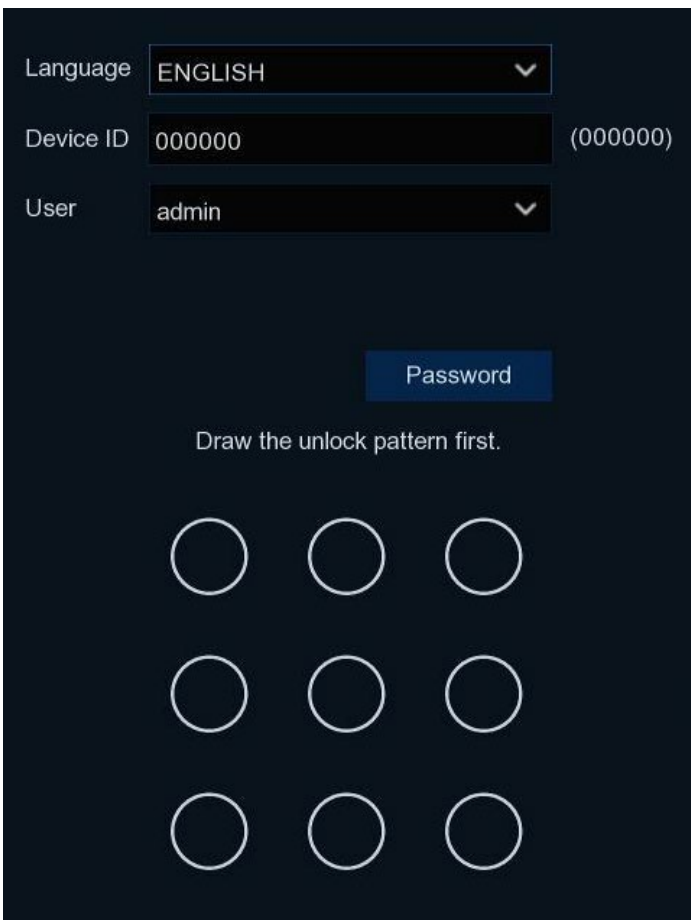 Language ENGLISH
Device ID 000000 (000000)
User admin
Password
Draw the unlock pattern first.